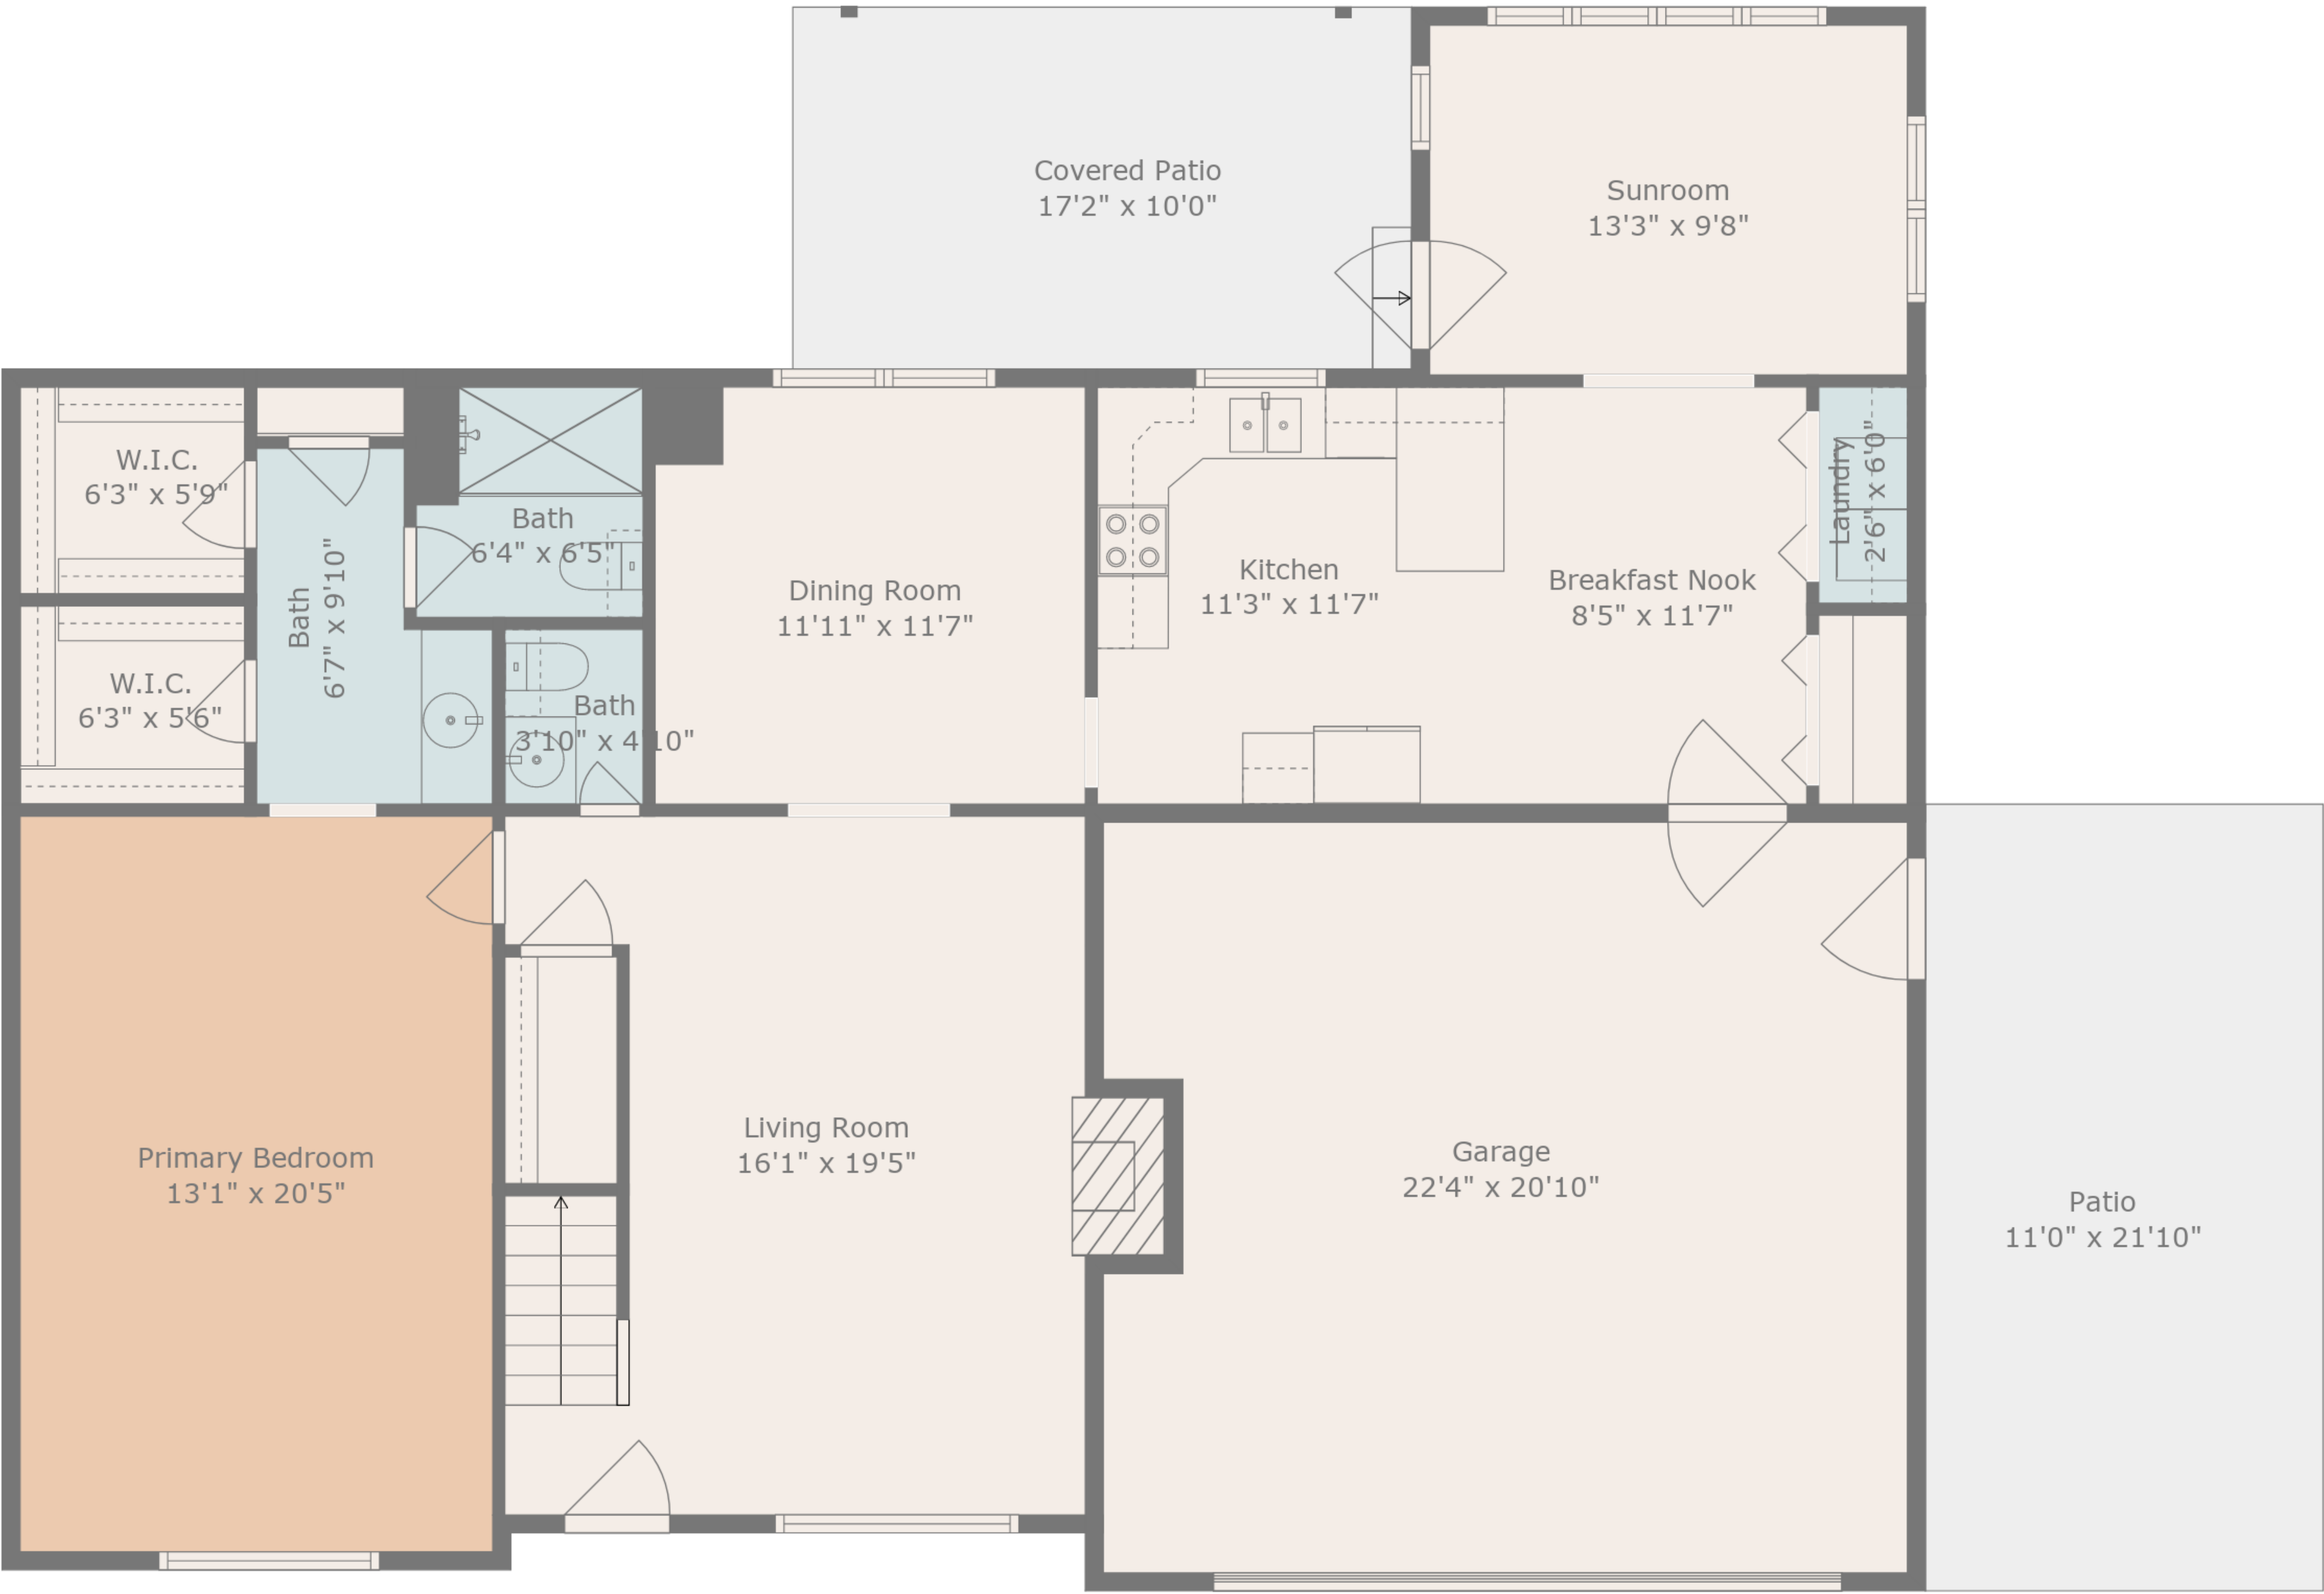 Covered Patio
17'2" x 10'0"
Sunroom
13'3" x 9'8"
W.I.C.
6'3" x 5'9"
Bath
6'4" x 6'5"
Laundry
2'6" x 6'0"
Bath
6'7" x 9'10"
Dining Room
11'11" x 11'7"
Kitchen
11'3" x 11'7"
Breakfast Nook
8'5" x 11'7"
W.I.C.
6'3" x 5'6"
Bath
3'10" x 4'10"
Living Room
16'1" x 19'5"
Primary Bedroom
13'1" x 20'5"
Garage
22'4" x 20'10"
Patio
11'0" x 21'10"